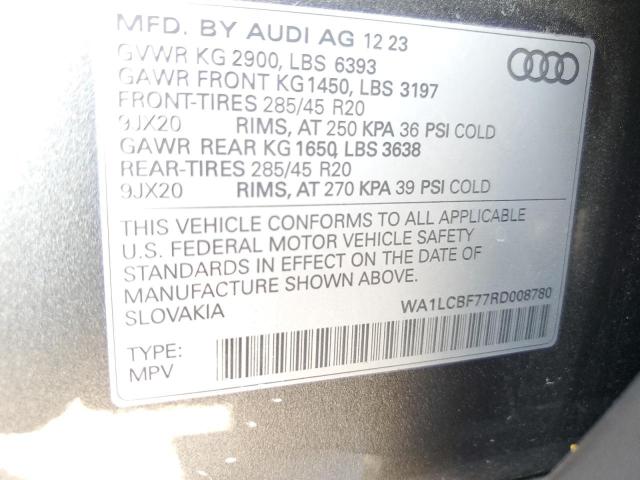 MFD. BY AUDI AG 12 23
GVWR KG 2900, LBS 6393
GAWR FRONT KG1450, LBS 3197
FRONT-TIRES 285/45 R20
9JX20 RIMS, AT 250 KPA 36 PSI COLD
GAWR REAR KG 1650, LBS 3638
REAR-TIRES 285/45 R20
9JX20 RIMS, AT 270 KPA 39 PSI COLD
THIS VEHICLE CONFORMS TO ALL APPLICABLE
U.S. FEDERAL MOTOR VEHICLE SAFETY
STANDARDS IN EFFECT ON THE DATE OF
MANUFACTURE SHOWN ABOVE.
SLOVAKIA WA1LCBF77RD008780
TYPE:
MPV